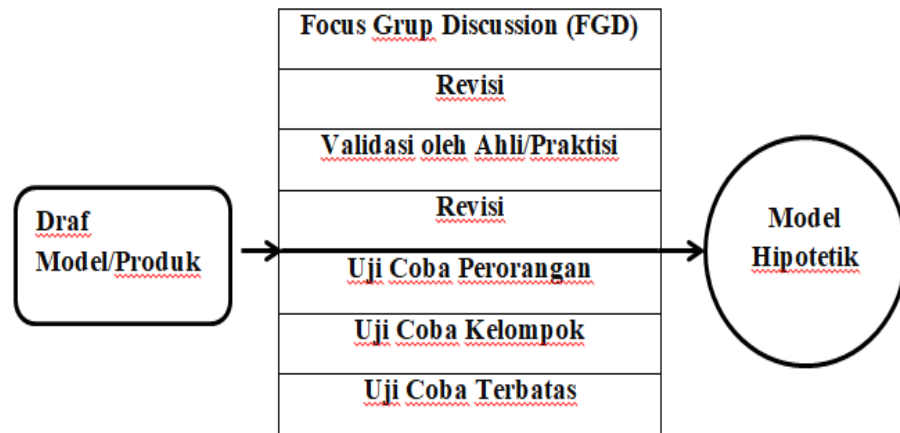 Draf
Model/Produk
Focus Grup Discussion (FGD)
Revisi
Validasi oleh Ahli/Praktisi
Revisi
Uji Coba Perorangan
Uji Coba Kelompok
Uji Coba Terbatas
Model
Hipotetik